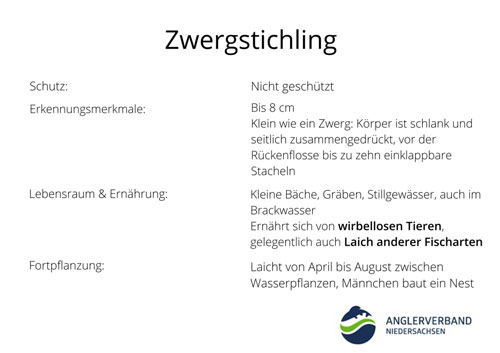 Zwergstichling
Schutz: Nicht geschützt
Erkennungsmerkmale: Bis 8 cm
Klein wie ein Zwerg: Körper ist schlank und
seitlich zusammengedrückt, vor der
Rückenflosse bis zu zehn einklappbare
Stacheln
Lebensraum & Ernährung: Kleine Bäche, Gräben, Stillgewässer, auch im
Brackwasser
Ernährt sich von wirbellosen Tieren,
gelegentlich auch Laich anderer Fischarten
Fortpflanzung: Laicht von April bis August zwischen
Wasserpflanzen, Männchen baut ein Nest
ANGLERVERBAND
NIEDERSACHSEN